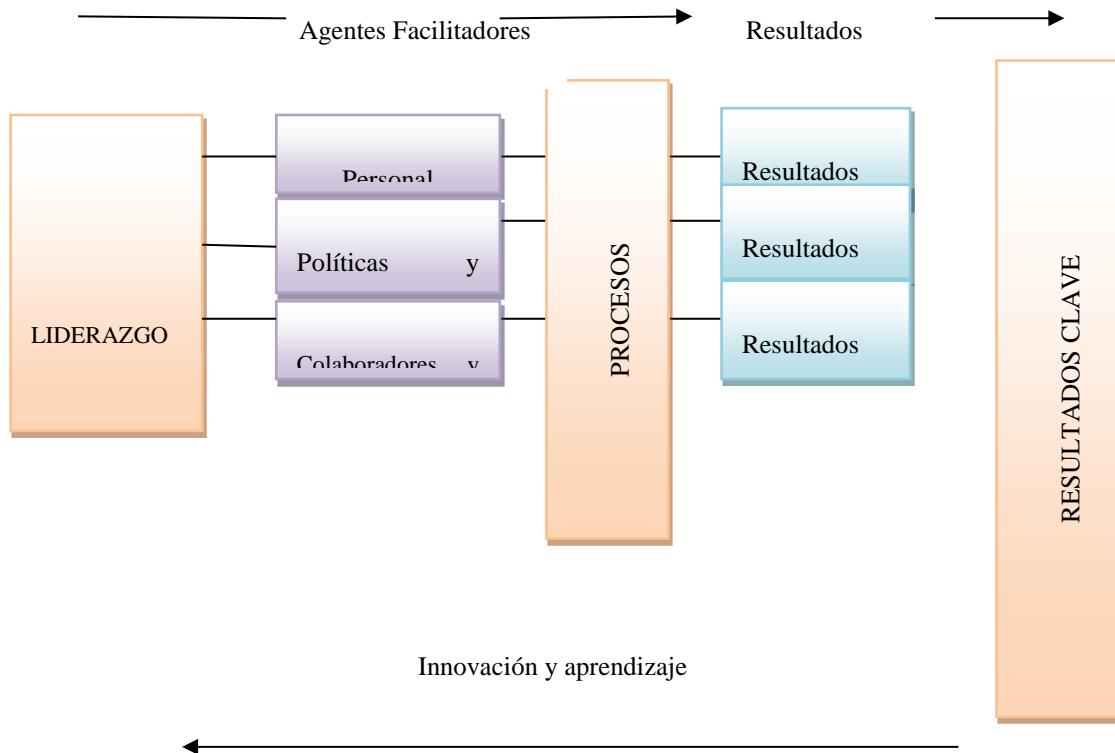 Agentes Facilitadores
Resultados
LIDERAZGO
Personal
Políticas y
Colaboradores y
PROCESOS
Resultados
Resultados
Resultados
RESULTADOS CLAVE
Innovación y aprendizaje